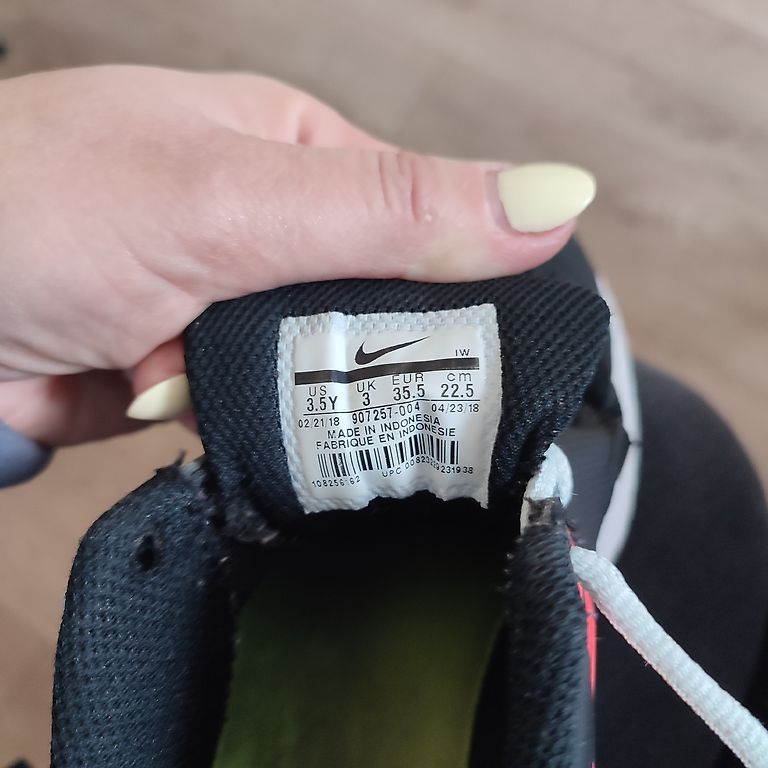 IW
US UK EUR cm
3.5Y 3 35.5 22.5
02/21/18 907257-004 04/23/18
MADE IN INDONESIA
FABRIQUE EN INDONESIE
UPC